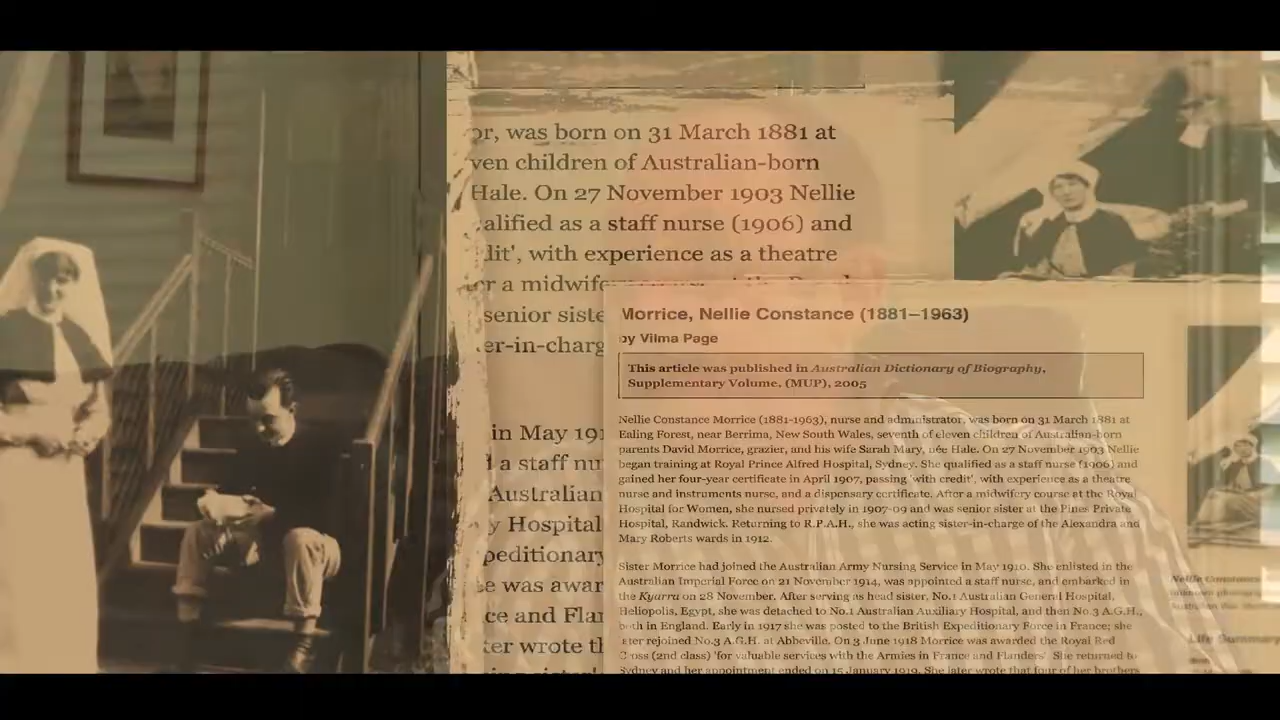 or, was born on 31 March 1881 at
ven children of Australian-born
Hale. On 27 November 1903 Nellie
alified as a staff nurse (1906) and
dit', with experience as a theatre
er a midwife
senior siste
er-in-charg
in May 191
d a staff nu
Australian
y Hospital
peditionary
e was awar
ce and Flan
ter wrote th
Morrice, Nellie Constance (1881–1963)
by Vilma Page
This article was published in Australian Dictionary of Biography,
Supplementary Volume, (MUP), 2005
Nellie Constance Morrice (1881-1963), nurse and administrator, was born on 31 March 1881 at
Ealing Forest, near Berrima, New South Wales, seventh of eleven children of Australian-born
parents David Morrice, grazier, and his wife Sarah Mary, née Hale. On 27 November 1903 Nellie
began training at Royal Prince Alfred Hospital, Sydney. She qualified as a staff nurse (1906) and
gained her four-year certificate in April 1907, passing 'with credit', with experience as a theatre
nurse and instruments nurse, and a dispensary certificate. After a midwifery course at the Royal
Hospital for Women, she nursed privately in 1907-09 and was senior sister at the Pines Private
Hospital, Randwick. Returning to R.P.A.H., she was acting sister-in-charge of the Alexandra and
Mary Roberts wards in 1912.
Sister Morrice had joined the Australian Army Nursing Service in May 1910. She enlisted in the
Australian Imperial Force on 21 November 1914, was appointed a staff nurse, and embarked in
the Kyarra on 28 November. After serving as head sister, No.1 Australian General Hospital,
Heliopolis, Egypt, she was detached to No.1 Australian Auxiliary Hospital, and then No.3 A.G.H.,
both in England. Early in 1917 she was posted to the British Expeditionary Force in France; she
later rejoined No.3 A.G.H. at Abbeville. On 3 June 1918 Morrice was awarded the Royal Red
Cross (2nd class) 'for valuable services with the Armies in France and Flanders'. She returned to
Sydney and her appointment ended on 15 January 1919. She later wrote that four of her brothers
Nellie Constance
Life Summary